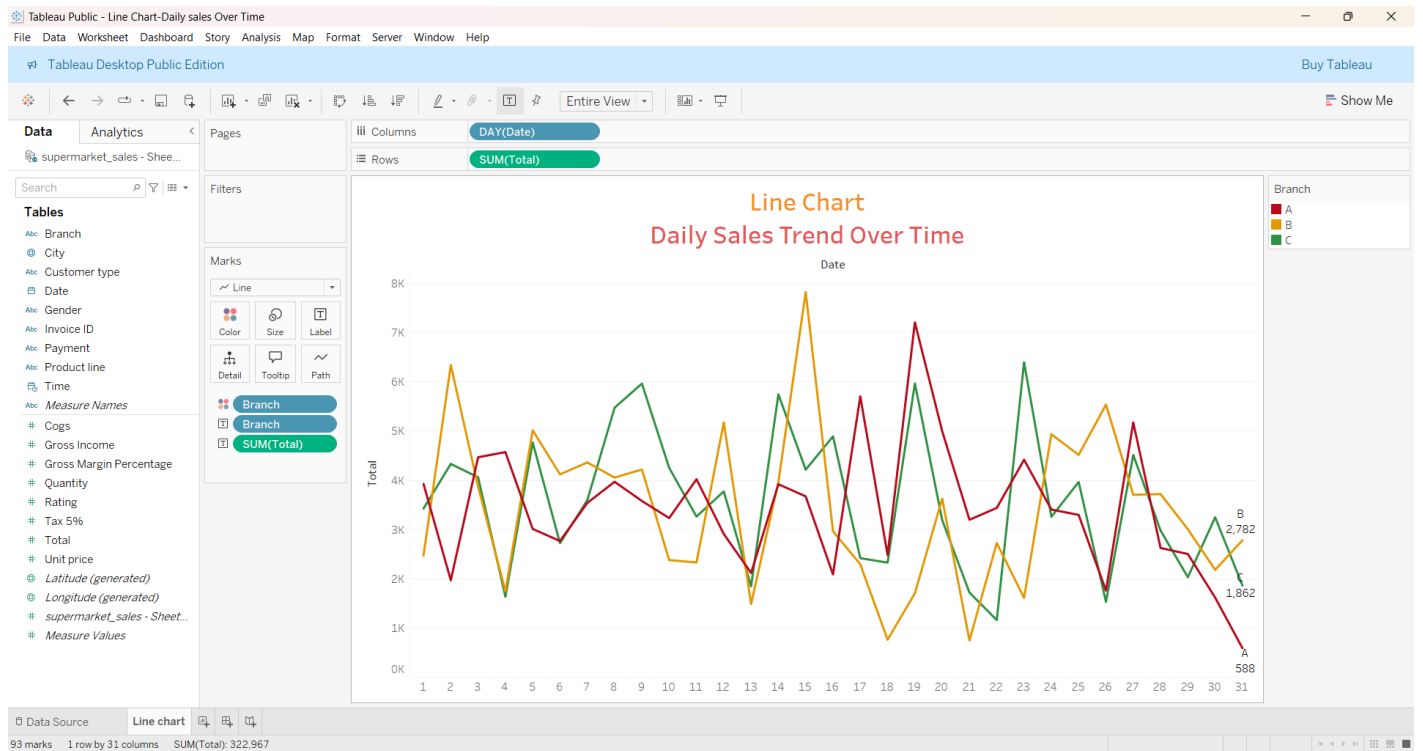 Tableau Public - Line Chart-Daily sales Over Time
File Data Worksheet Dashboard Story Analysis Map Format Server Window Help
Tableau Desktop Public Edition
Buy Tableau
Entire View
Show Me
Data
Analytics
supermarket_sales - Shee...
Search
Tables
Abc Branch
City
Abc Customer type
Date
Abc Gender
Abc Invoice ID
Abc Payment
Abc Product line
Time
Abc Measure Names
# Cogs
# Gross Income
# Gross Margin Percentage
# Quantity
# Rating
# Tax 5%
# Total
# Unit price
Latitude (generated)
Longitude (generated)
# supermarket_sales - Sheet...
# Measure Values
Pages
Filters
Marks
Line
Color Size Label
Detail Tooltip Path
Branch
Branch
SUM(Total)
Columns
DAY(Date)
Rows
SUM(Total)
Line Chart
Daily Sales Trend Over Time
Date
8K
7K
6K
5K
4K
3K
2K
1K
0K
Total
B
2,782
C
1,862
A
588
1 2 3 4 5 6 7 8 9 10 11 12 13 14 15 16 17 18 19 20 21 22 23 24 25 26 27 28 29 30 31
Branch
A
B
C
Data Source
Line chart
93 marks 1 row by 31 columns SUM(Total): 322,967